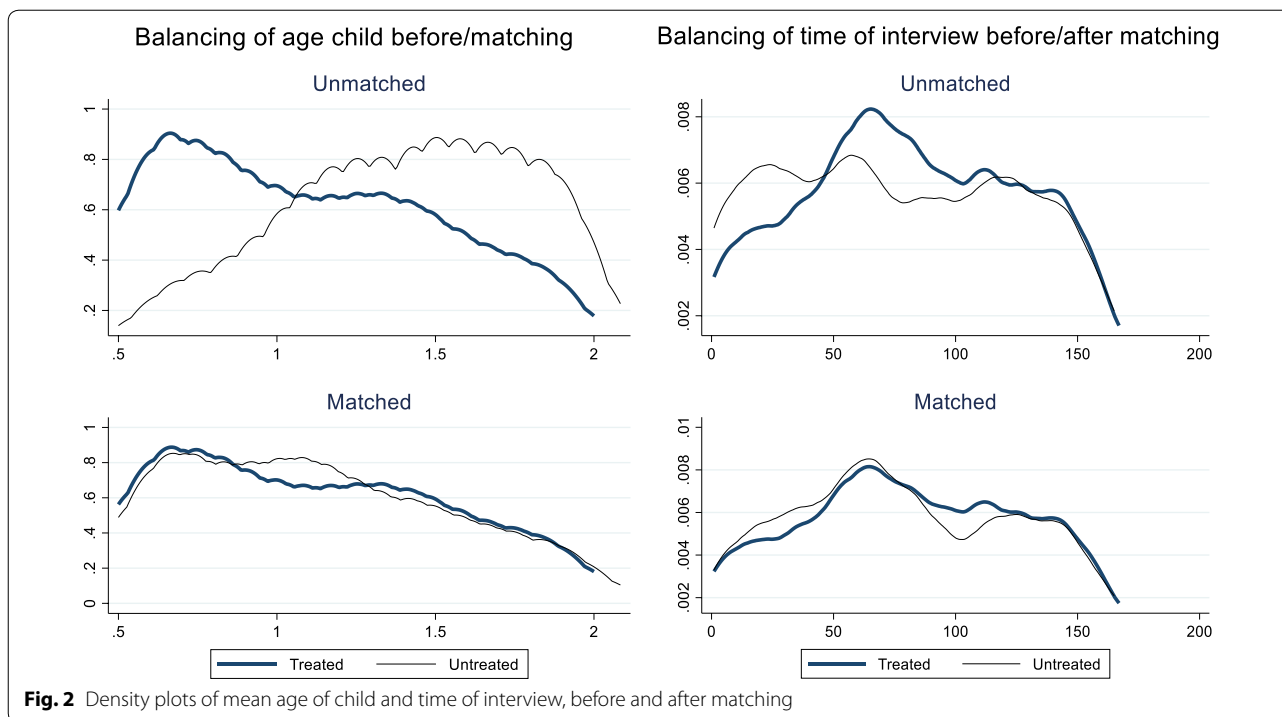 Balancing of age child before/matching
Unmatched
1
.8
.6
.4
.2
.5 1 1.5 2
Matched
1
.8
.6
.4
.2
0
.5 1 1.5 2
Treated Untreated
Balancing of time of interview before/after matching
Unmatched
.008
.006
.004
.002
0 50 100 150 200
Matched
.01
.008
.006
.004
.002
0 50 100 150 200
Treated Untreated
Fig. 2 Density plots of mean age of child and time of interview, before and after matching